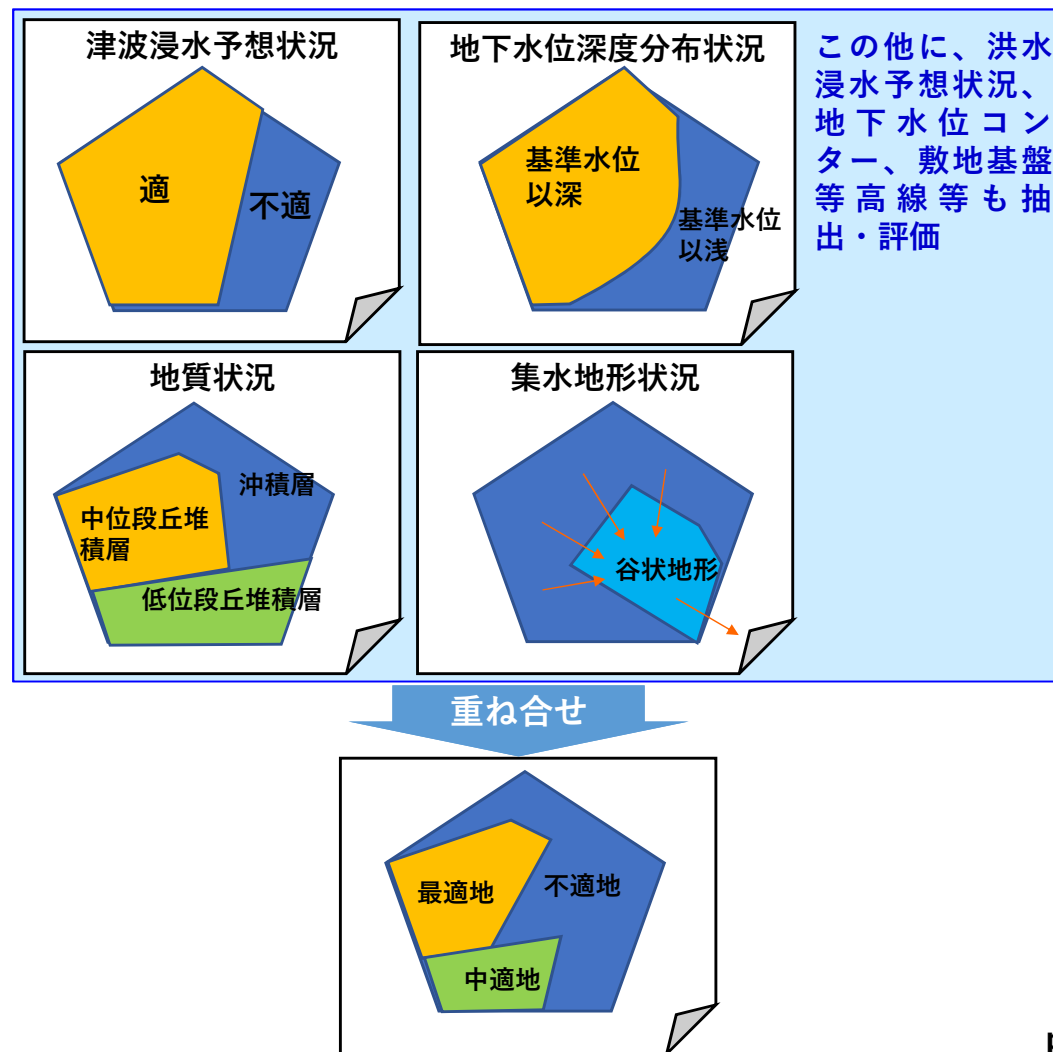 津波浸水予想状況
適
不適
地下水位深度分布状況
基準水位
以深
基準水位
以浅
この他に、洪水
浸水予想状況、
地下水位コン
ター、敷地基盤
等高線等も抽
出・評価
地質状況
沖積層
中位段丘堆
積層
低位段丘堆積層
集水地形状況
谷状地形
重ね合せ
最適地
不適地
中適地